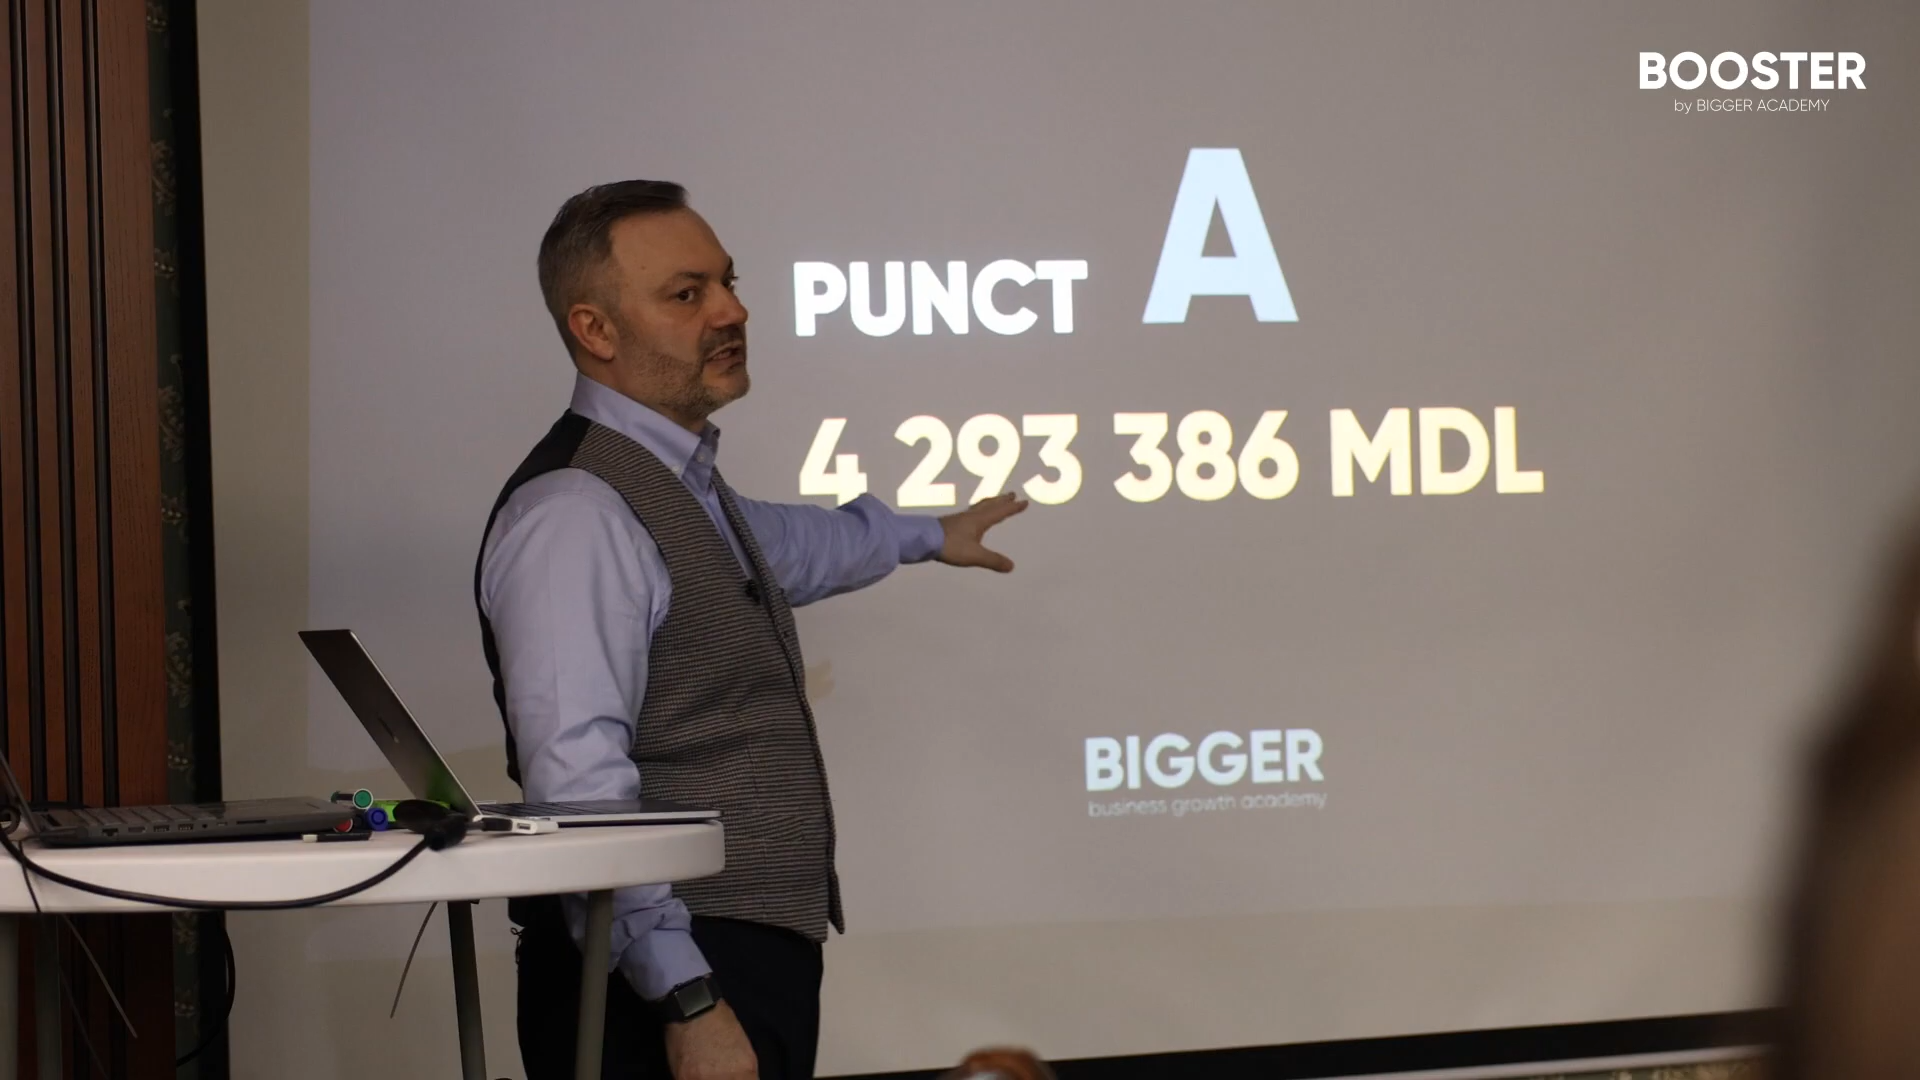 BOOSTER
by BIGGER ACADEMY
PUNCT A
4 293 386 MDL
BIGGER
business growth academy